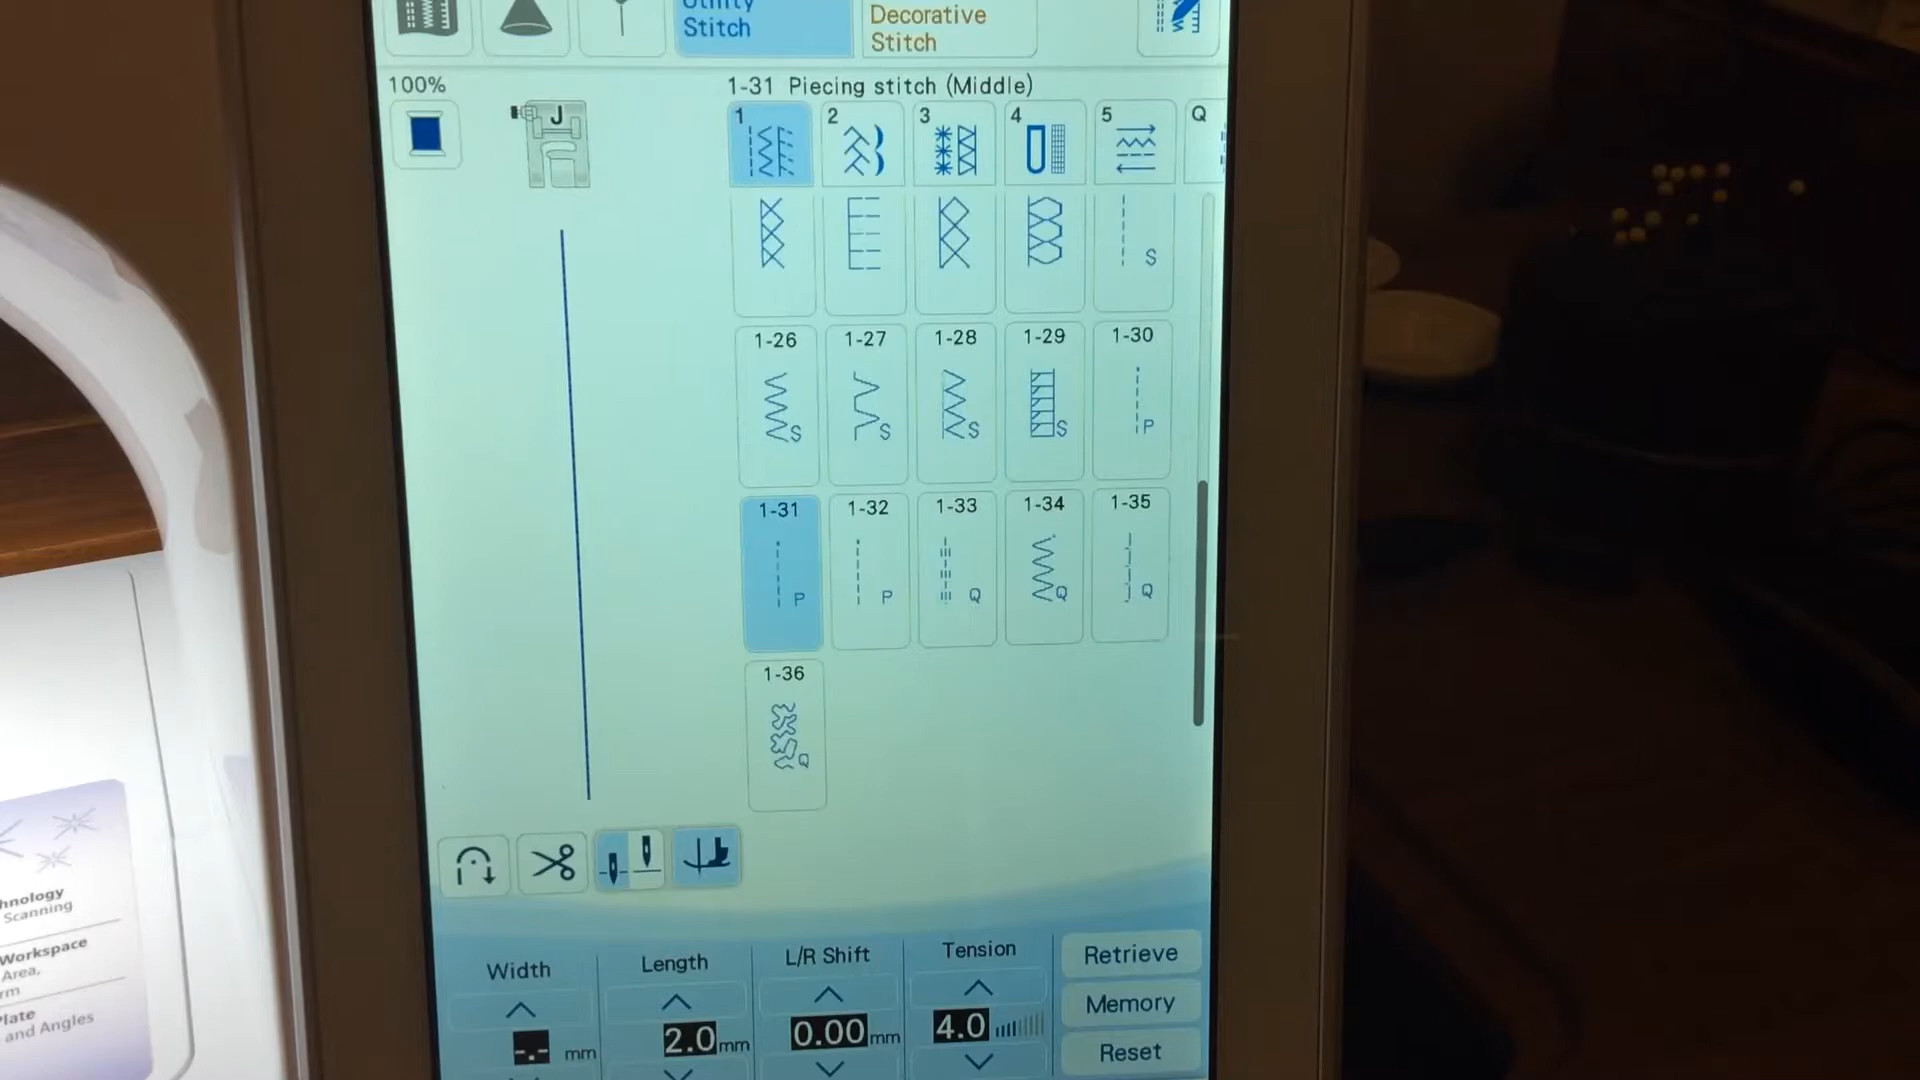 Utility
Stitch
Decorative
Stitch
100%
J
1-31 Piecing stitch (Middle)
1
2
3
4
5
Q
S
1-26
1-27
1-28
1-29
1-30
S
S
S
S
P
1-31
1-32
1-33
1-34
1-35
P
P
Q
Q
Q
1-36
Q
Width
Length
L/R Shift
Tension
Retrieve
Memory
Reset
-.- mm
2.0 mm
0.00 mm
4.0
hnology
Scanning
Workspace
Area,
rm
Plate
and Angles